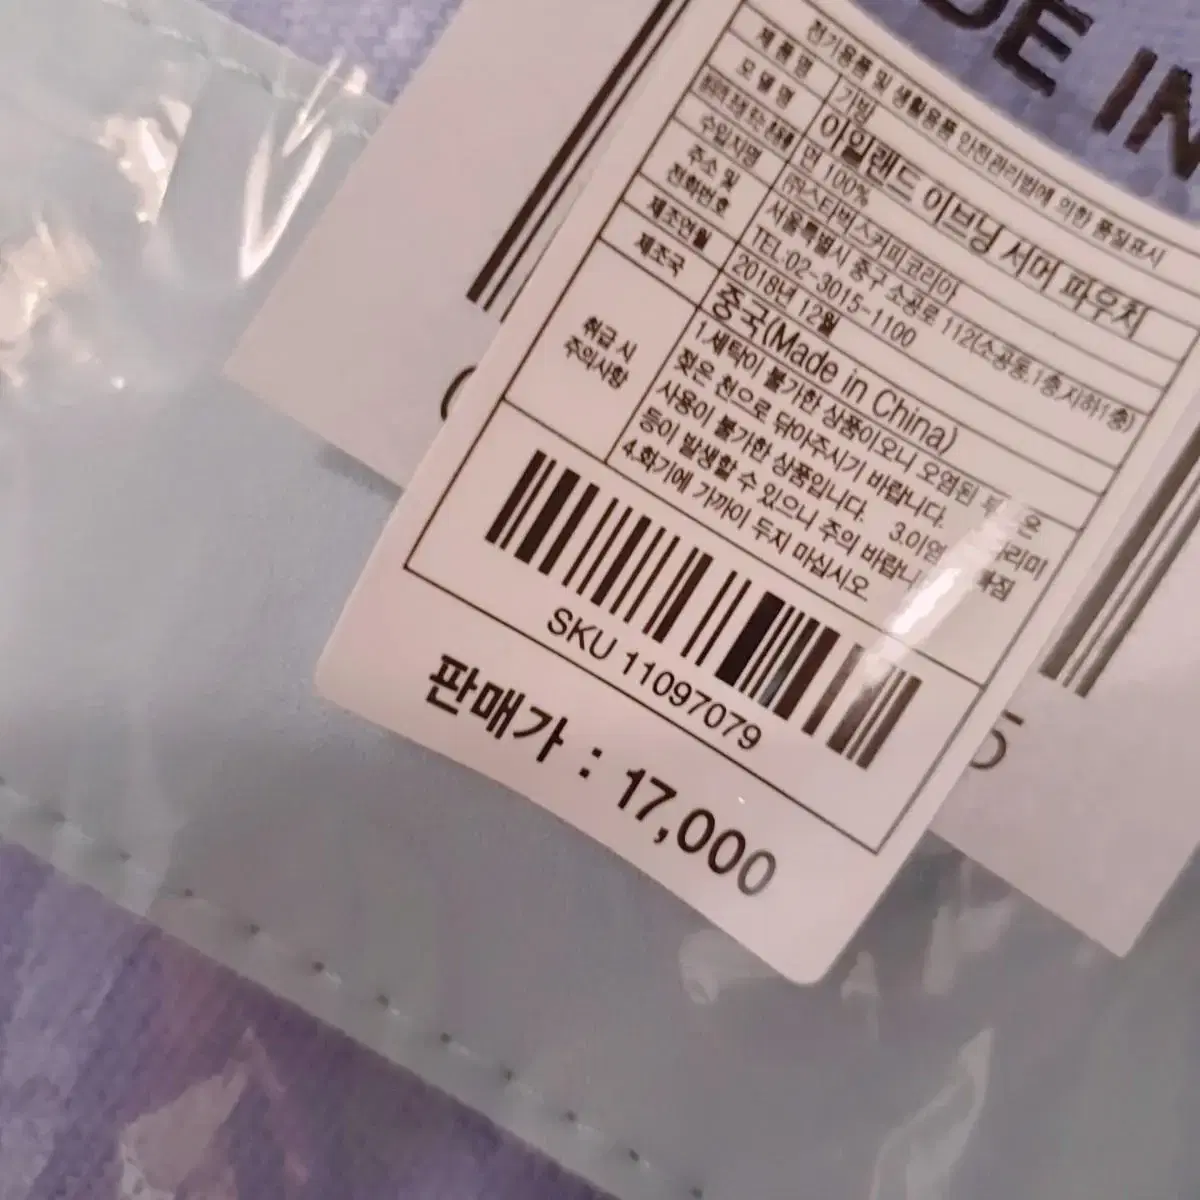 DE IN
전기용품 및 생활용품 안전관리법에 의한 품질표시
제품명 가방
모델명 아일랜드 이브닝 서머 파우치
면 100%
수입자명 ㈜스타벅스커피코리아
주소 및 전화번호 서울특별시 중구 소공로 112(소공동,1층,지하1층)
TEL:02-3015-1100
제조연월 2018년 12월
제조국 중국(Made in China)
취급 시 주의사항
1.세탁이 불가한 상품이오니 오염된
젖은 천으로 닦아주시기 바랍니다.
사용이 불가한 상품입니다. 3.이염
등이 발생할 수 있으니 주의 바랍니
4.화기에 가까이 두지 마십시오
SKU 11097079
판매가 : 17,000
5